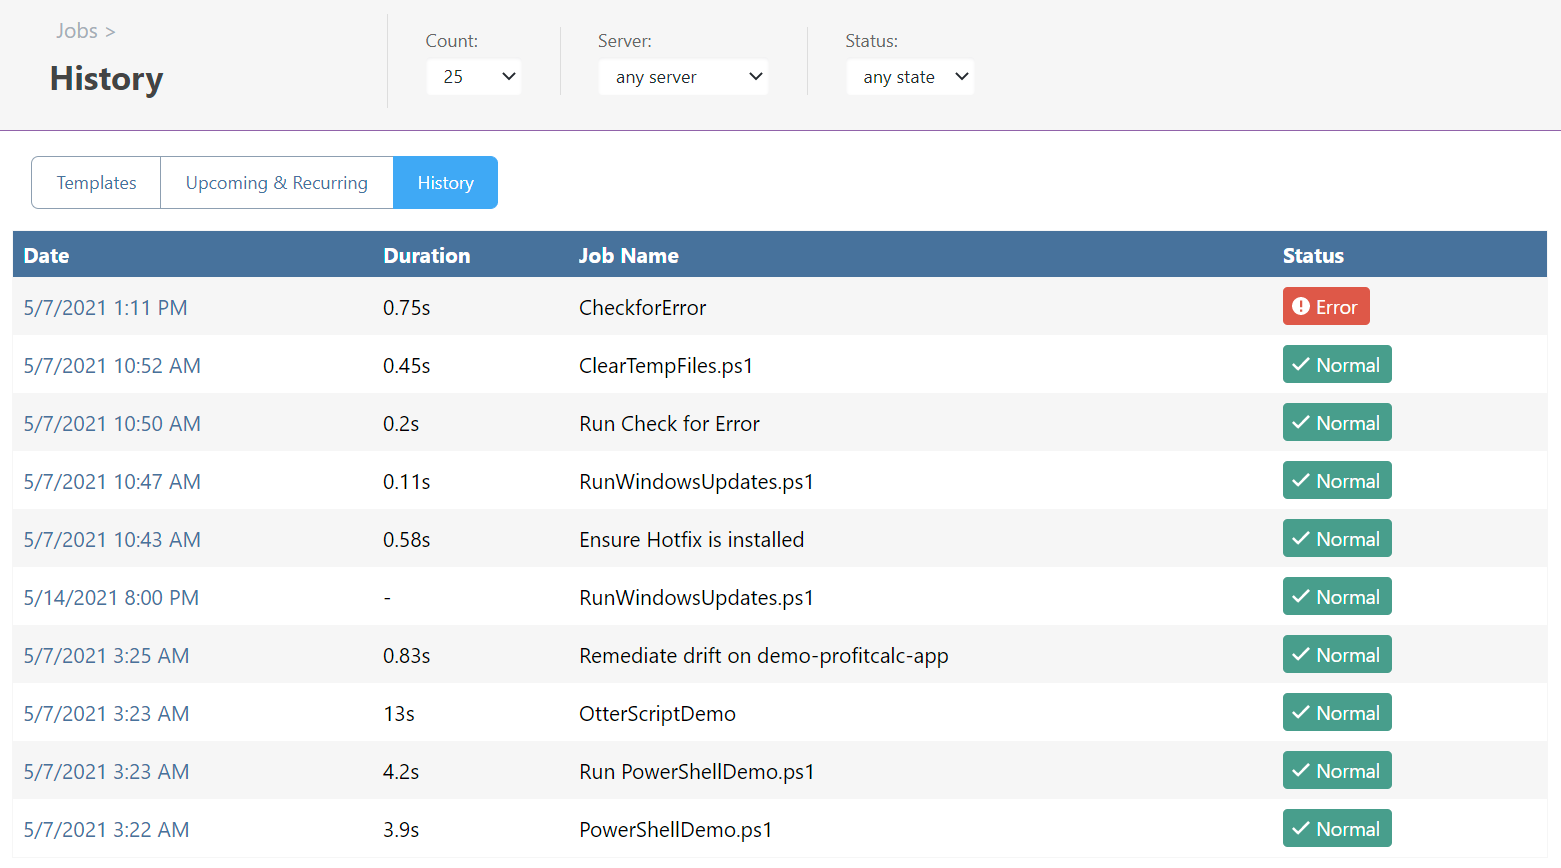 Jobs >
History
Count:
25
Server:
any server
Status:
any state
Templates
Upcoming & Recurring
History
Date Duration Job Name Status
5/7/2021 1:11 PM 0.75s CheckforError Error
5/7/2021 10:52 AM 0.45s ClearTempFiles.ps1 Normal
5/7/2021 10:50 AM 0.2s Run Check for Error Normal
5/7/2021 10:47 AM 0.11s RunWindowsUpdates.ps1 Normal
5/7/2021 10:43 AM 0.58s Ensure Hotfix is installed Normal
5/14/2021 8:00 PM - RunWindowsUpdates.ps1 Normal
5/7/2021 3:25 AM 0.83s Remediate drift on demo-profitcalc-app Normal
5/7/2021 3:23 AM 13s OtterScriptDemo Normal
5/7/2021 3:23 AM 4.2s Run PowerShellDemo.ps1 Normal
5/7/2021 3:22 AM 3.9s PowerShellDemo.ps1 Normal